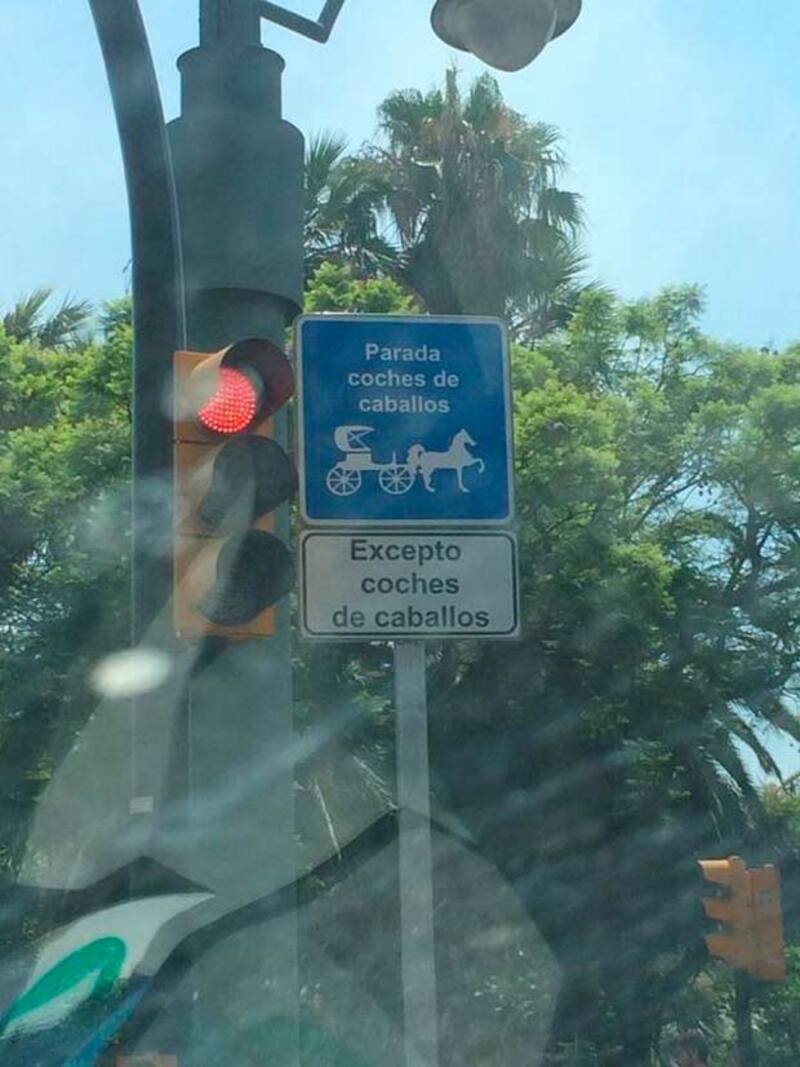 Parada
coches de
caballos
Excepto
coches
de caballos